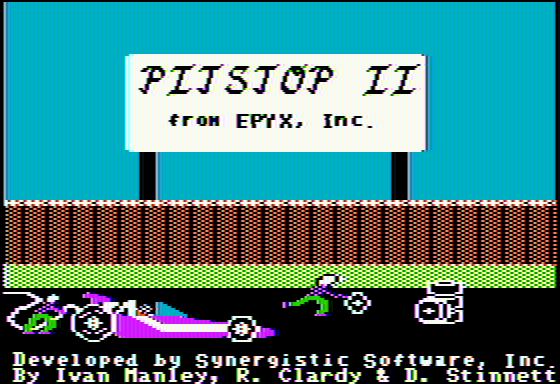 PITSTOP II
from EPYX, Inc.
Developed by Synergistic Software, Inc.
By Ivan Manley, R. Clardy & D. Stinnett